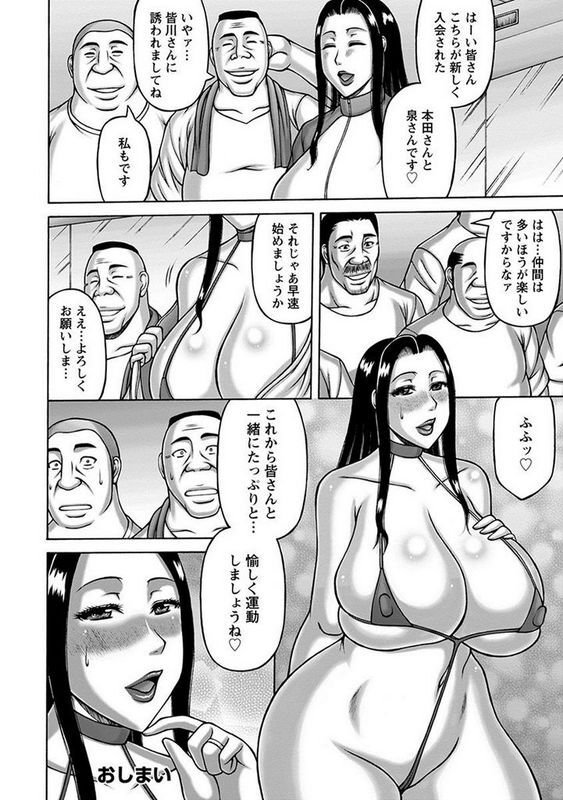 はーい皆さん
こちらが新しく
入会された
本田さんと
泉さんです♡
いやァ…
皆川さんに
誘われましてね
私もです
はは…仲間は
多いほうが楽しい
ですからなァ
それじゃあ早速
始めましょうか
ええ…よろしく
お願いしま…
ふふッ♡
これから皆さんと
一緒にたっぷりと…
愉しく運動
しましょうね♡
おしまい